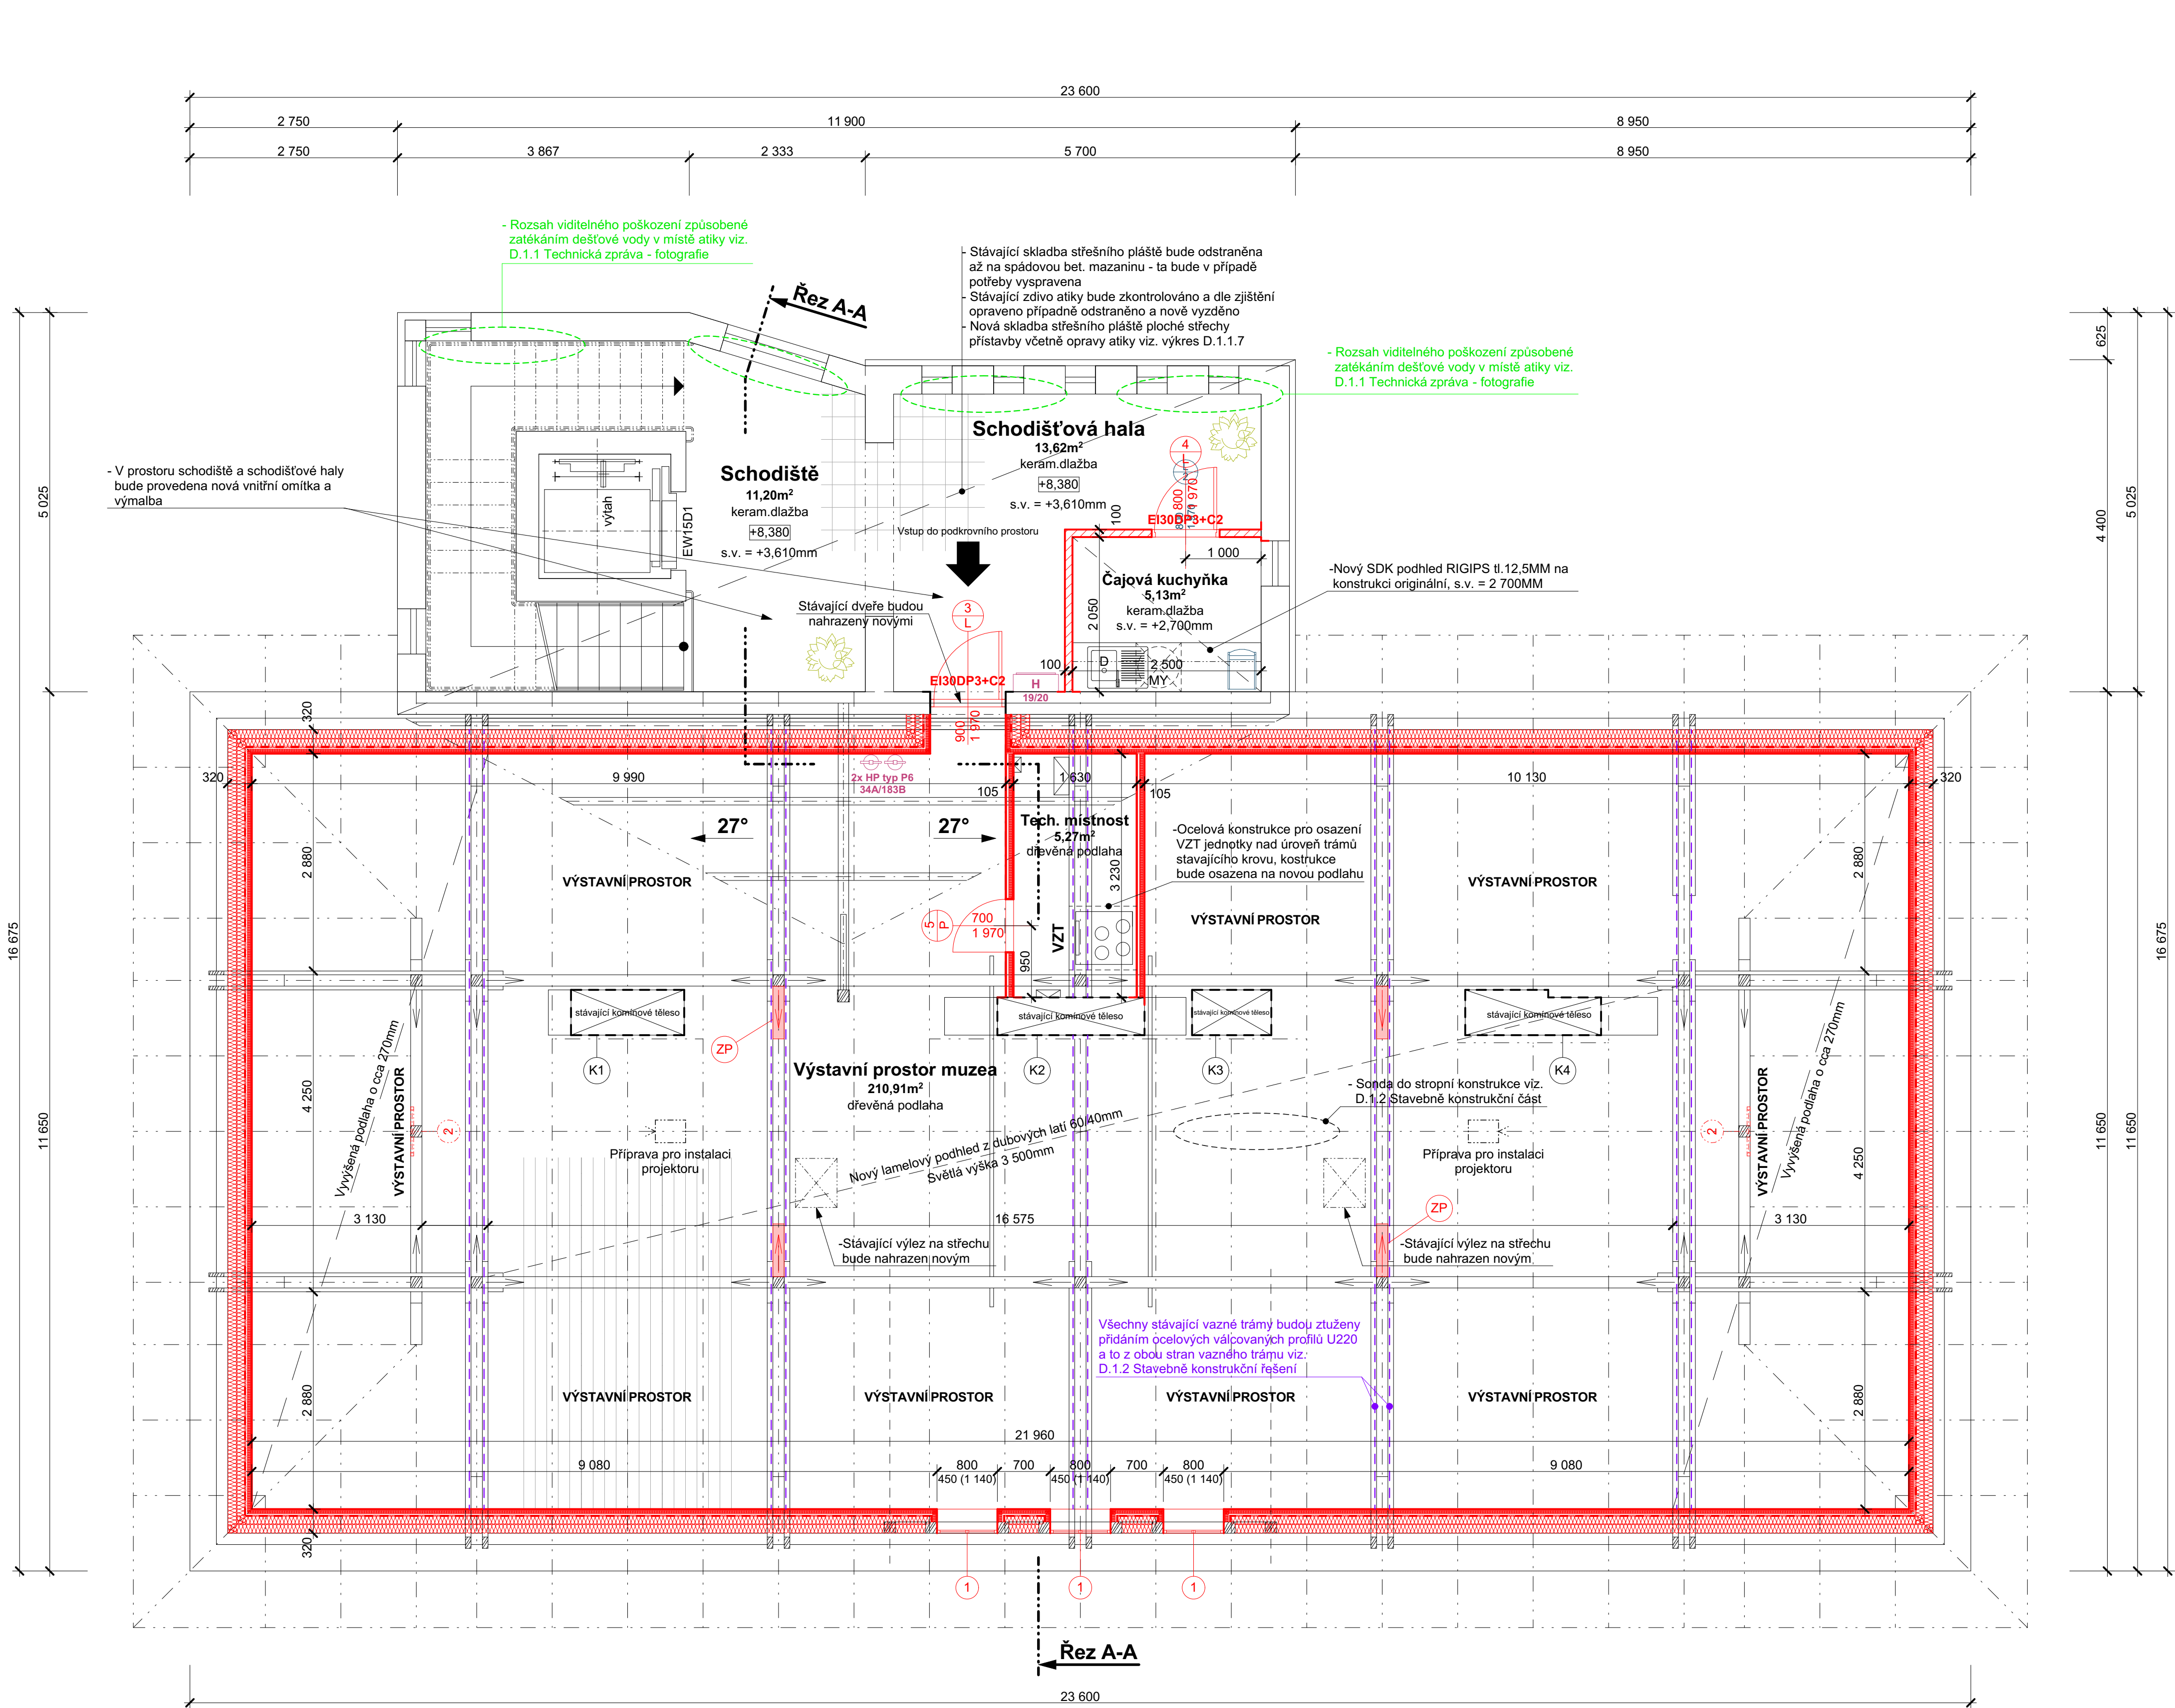 23 600
2 750
11 900
8 950
2 750
3 867
2 333
5 700
8 950
- Rozsah viditelného poškození způsobené
zatékáním dešťové vody v místě atiky viz.
D.1.1 Technická zpráva - fotografie
Řez A-A
- Stávající skladba střešního pláště bude odstraněna
až na spádovou bet. mazaninu - ta bude v případě
potřeby vyspravena
- Stávající zdivo atiky bude zkontrolováno a dle zjištění
opraveno případně odstraněno a nově vyzděno
- Nová skladba střešního pláště ploché střechy
přístavby včetně opravy atiky viz. výkres D.1.1.7
- Rozsah viditelného poškození způsobené
zatékáním dešťové vody v místě atiky viz.
D.1.1 Technická zpráva - fotografie
625
4 400
5 025
5 025
16 675
11 650
16 675
11 650
11 650
- V prostoru schodiště a schodišťové haly
bude provedena nová vnitřní omítka a
výmalba
výtah
EW15D1
Schodiště
11,20m²
keram.dlažba
+8,380
s.v. = +3,610mm
Schodišťová hala
13,62m²
keram.dlažba
+8,380
s.v. = +3,610mm
Vstup do podkrovního prostoru
4
L
800
1 970
EI30DP3+C2
100
1 000
Čajová kuchyňka
5,13m²
keram.dlažba
s.v. = +2,700mm
2 050
100
2 500
D
MY
-Nový SDK podhled RIGIPS tl.12,5MM na
konstrukci originální, s.v. = 2 700MM
Stávající dveře budou
nahrazeny novými
3
L
EI30DP3+C2
H
19/20
900
1 970
320
320
9 990
2x HP typ P6
34A/183B
105
1 630
105
10 130
320
27°
27°
Tech. místnost
5,27m²
dřevěná podlaha
3 230
-Ocelová konstrukce pro osazení
VZT jednotky nad úroveň trámů
stavajícího krovu, kostrukce
bude osazena na novou podlahu
2 880
2 880
VÝSTAVNÍ PROSTOR
VÝSTAVNÍ PROSTOR
VÝSTAVNÍ PROSTOR
5
P
700
1 970
950
VZT
stávající komínové těleso
stávající komínové těleso
stávající komínové těleso
stávající komínové těleso
ZP
K1
K2
K3
K4
Výstavní prostor muzea
210,91m²
dřevěná podlaha
- Sonda do stropní konstrukce viz.
D.1.2 Stavebně konstrukční část
Vyvýšená podlaha o cca 270mm
VÝSTAVNÍ PROSTOR
4 250
2
Příprava pro instalaci
projektoru
Nový lamelový podhled z dubových latí 60/40mm
Světlá výška 3 500mm
Příprava pro instalaci
projektoru
2
VÝSTAVNÍ PROSTOR
Vyvýšená podlaha o cca 270mm
4 250
ZP
3 130
16 575
3 130
-Stávající výlez na střechu
bude nahrazen novým
-Stávající výlez na střechu
bude nahrazen novým
Všechny stávající vazné trámy budou ztuženy
přidáním ocelových válcovaných profilů U220
a to z obou stran vazného trámu viz.
D.1.2 Stavebně konstrukční řešení
2 880
2 880
VÝSTAVNÍ PROSTOR
VÝSTAVNÍ PROSTOR
VÝSTAVNÍ PROSTOR
VÝSTAVNÍ PROSTOR
21 960
9 080
800
450 (1 140)
700
800
450 (1 140)
700
800
450 (1 140)
9 080
320
1
1
1
Řez A-A
23 600